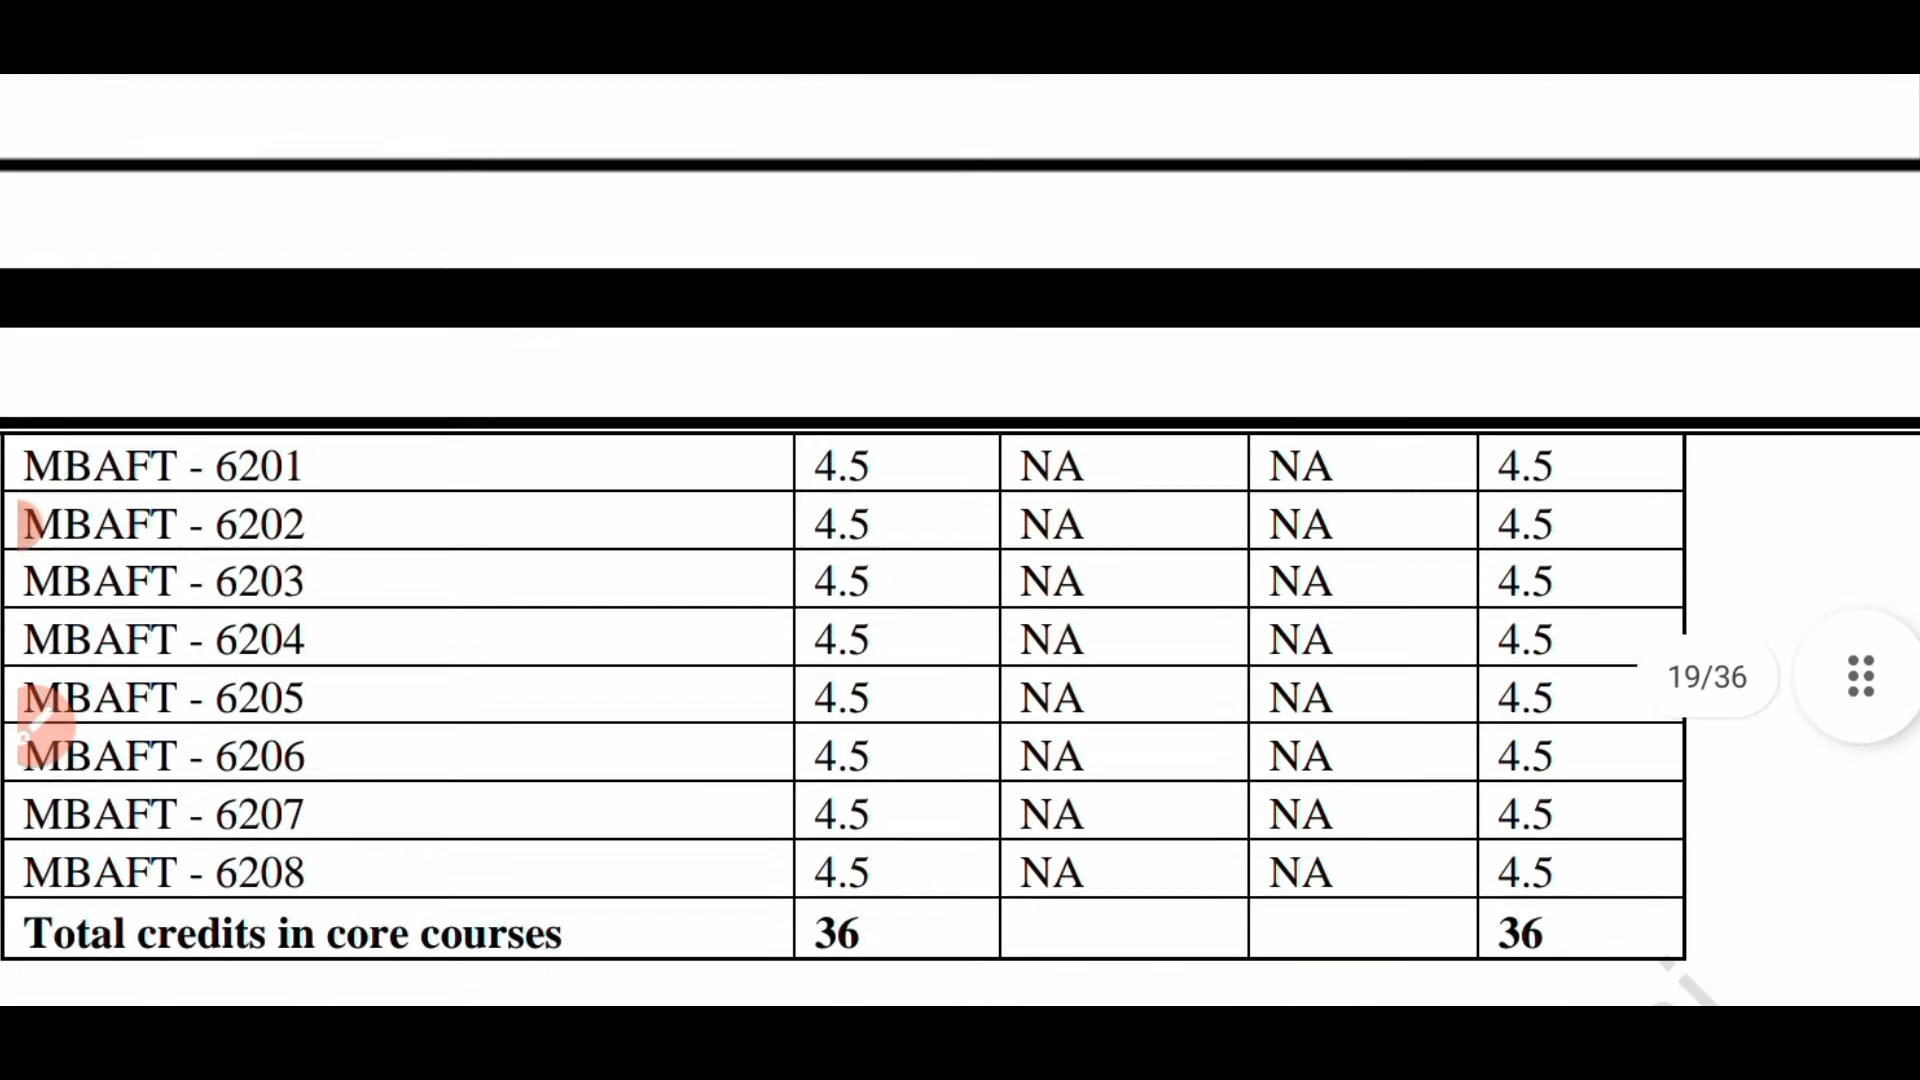 MBAFT - 6201 4.5 NA NA 4.5
MBAFT - 6202 4.5 NA NA 4.5
MBAFT - 6203 4.5 NA NA 4.5
MBAFT - 6204 4.5 NA NA 4.5
19/36
MBAFT - 6205 4.5 NA NA 4.5
MBAFT - 6206 4.5 NA NA 4.5
MBAFT - 6207 4.5 NA NA 4.5
MBAFT - 6208 4.5 NA NA 4.5
Total credits in core courses 36 36